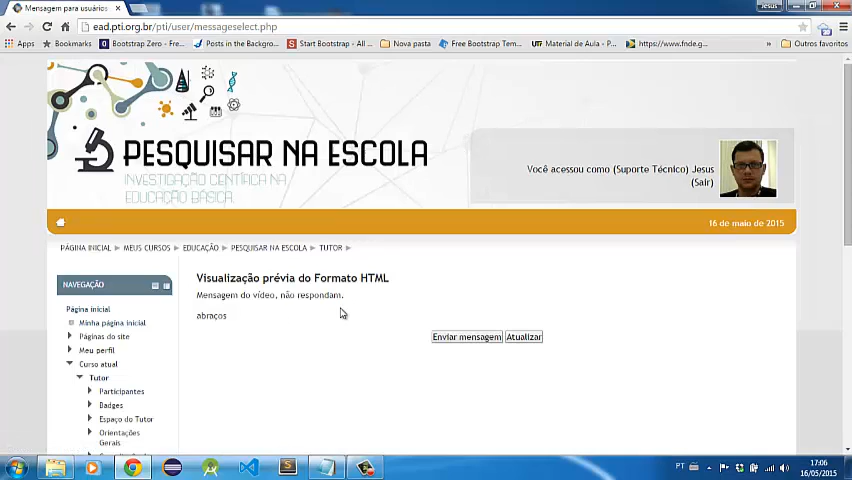 Mensagem para usuários
Jesus
ead.pti.org.br/pti/user/messageselect.php
Apps Bookmarks Bootstrap Zero - Fre... Posts in the Backgro... Start Bootstrap - All... Nova pasta Free Bootstrap Temp... Material de Aula - P... https://www.fnde.g... » Outros favoritos
PESQUISAR NA ESCOLA
INVESTIGAÇÃO CIENTÍFICA NA
EDUCAÇÃO BÁSICA
Você acessou como (Suporte Técnico) Jesus
(Sair)
16 de maio de 2015
PÁGINA INICIAL ▶ MEUS CURSOS ▶ EDUCAÇÃO ▶ PESQUISAR NA ESCOLA ▶ TUTOR ▶
NAVEGAÇÃO
Página inicial
Minha página inicial
Páginas do site
Meu perfil
Curso atual
Tutor
Participantes
Badges
Espaço do Tutor
Orientações
Gerais
Visualização prévia do Formato HTML
Mensagem do vídeo, não respondam.
abraços
Enviar mensagem Atualizar
PT
17:06
16/05/2015